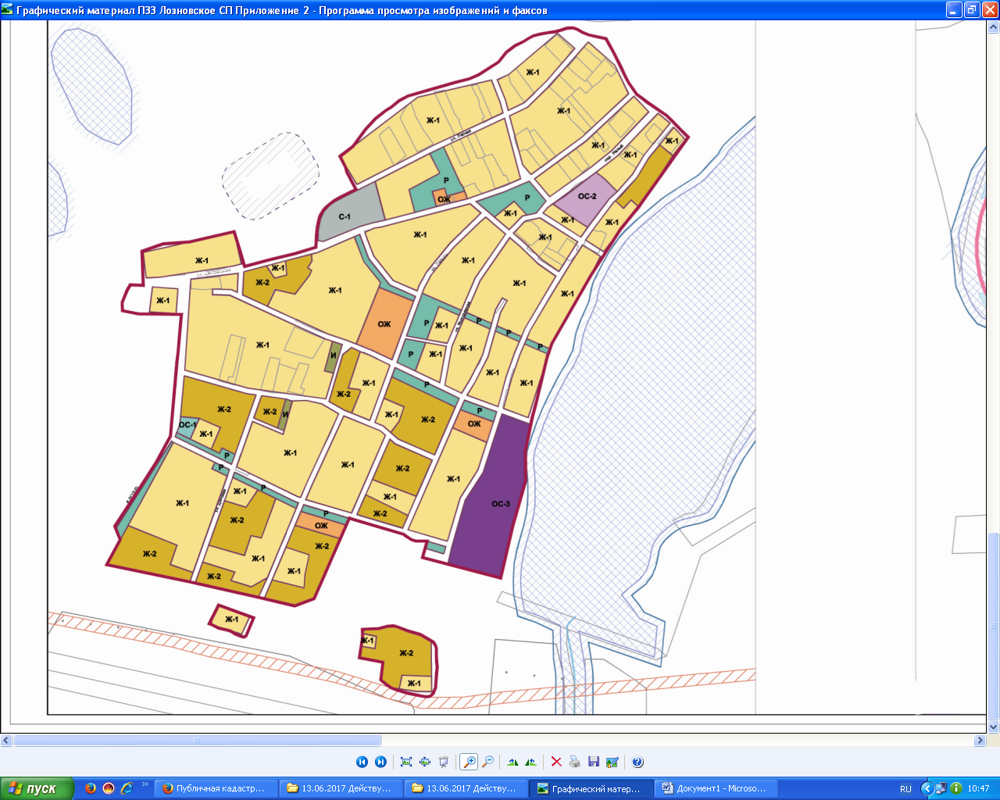 Графический материал ПЗЗ Лозновское СП Приложение 2 - Программа просмотра изображений и факсов
Ж-1
Ж-1
Ж-1
ул. Лесная
Ж-1
Ж-1
Ж-1
Р
Р
ОС-2
ОЖ
Ж-1
С-1
Ж-1
Ж-1
Ж-1
Ж-1
Ж-1
Ж-1
Ж-1
Ж-1
Ж-2
Ж-1
Ж-1
Ж-1
Ж-1
Р
Р
ОЖ
Ж-1
Р
Р
Ж-1
Ж-1
Р
Ж-1
И
Ж-1
Ж-1
Ж-1
Р
Ж-2
Ж-2
Ж-2
И
Ж-1
Ж-2
Р
ОЖ
ОС-1
Ж-1
Ж-1
Р
Ж-1
Ж-2
Р
Ж-1
Ж-1
Р
Ж-1
Ж-1
ОС-3
Р
Ж-2
Ж-2
ОЖ
Ж-2
Ж-2
Ж-1
Ж-1
Ж-2
Ж-1
Ж-1
Ж-2
Ж-1
пуск
Публичная кадастр...
13.06.2017 Действу...
13.06.2017 Действу...
Графический матер...
Документ1 - Microso...
RU
10:47